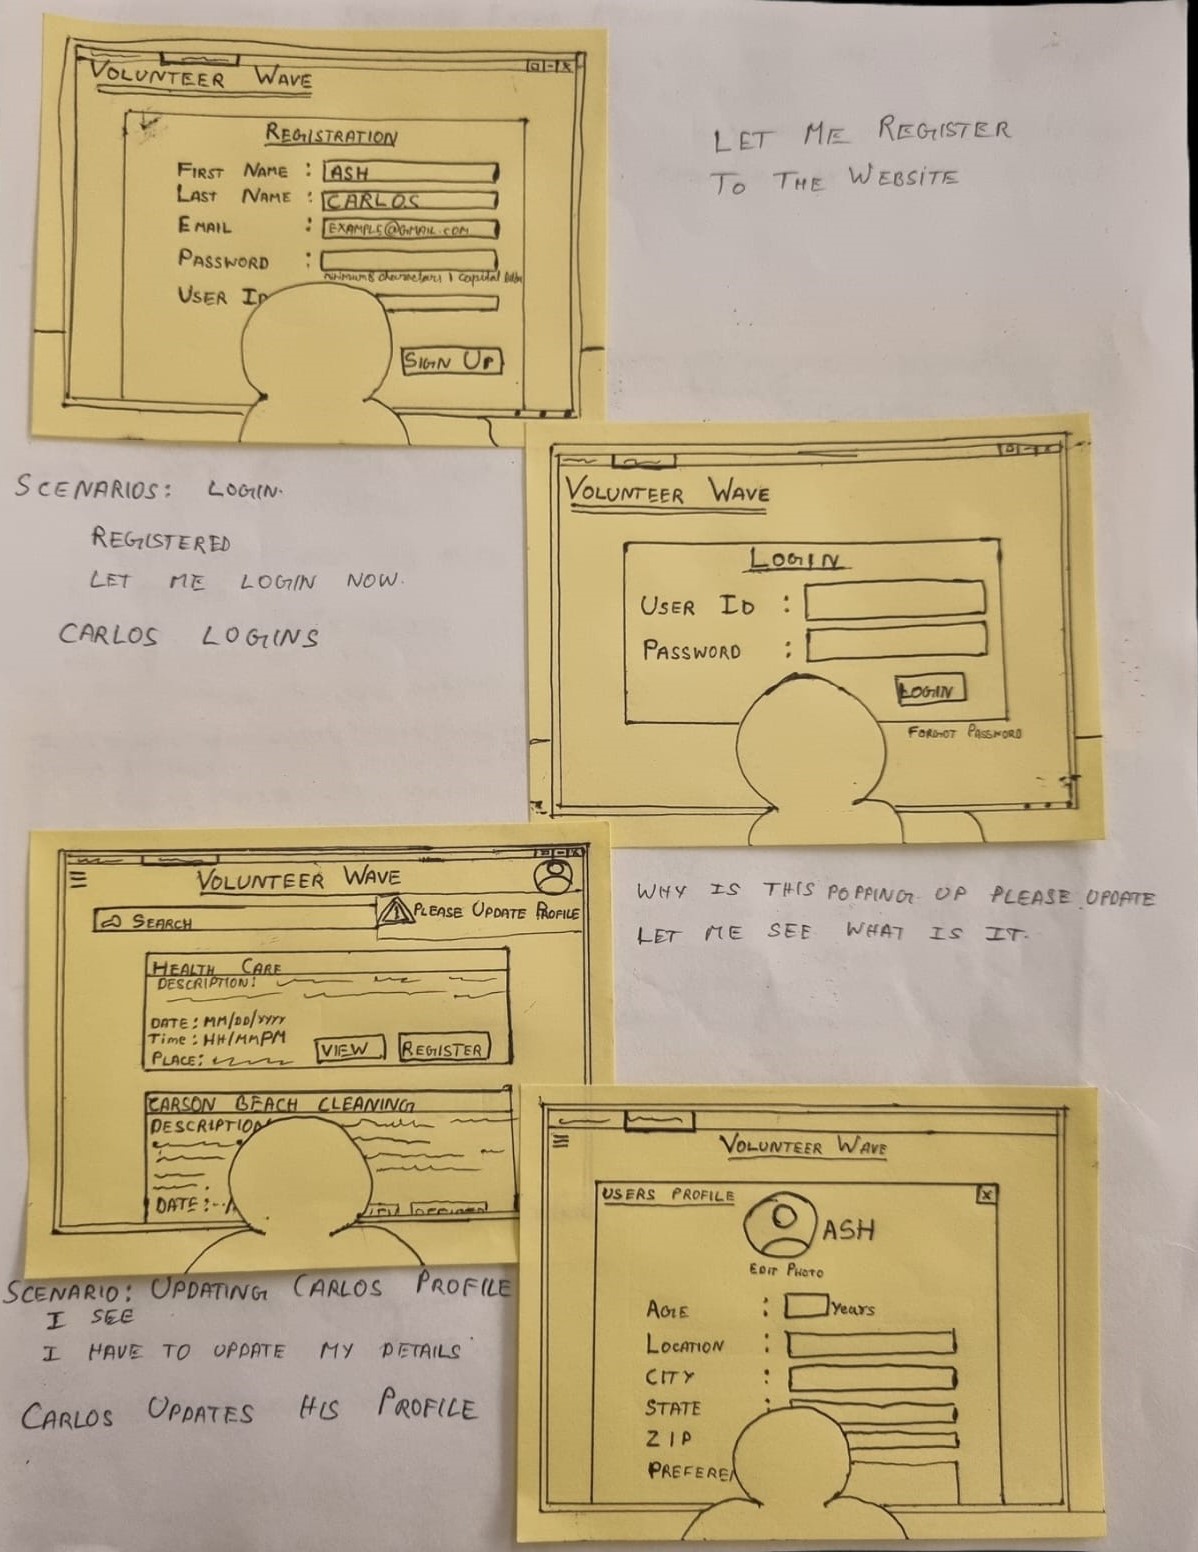 VOLUNTEER WAVE
REGISTRATION
FIRST NAME : ASH
LAST NAME : CARLOS
EMAIL : EXAMPLE@GMAIL.COM
PASSWORD :
minimum 8 characters 1 capital
USER ID
SIGN UP
LET ME REGISTER
TO THE WEBSITE
SCENARIOS: LOGIN.
REGISTERED
LET ME LOGIN NOW.
CARLOS LOGINS
VOLUNTEER WAVE
LOGIN
USER ID :
PASSWORD :
LOGIN
FORGOT PASSWORD
VOLUNTEER WAVE
SEARCH
PLEASE UPDATE PROFILE
HEALTH CARE
DESCRIPTION:
DATE: MM/DD/YYYY
Time: HH/MMPM
PLACE:
VIEW REGISTER
CARSON BEACH CLEANING
DESCRIPTION
DATE:
WHY IS THIS POPPING UP PLEASE UPDATE
LET ME SEE WHAT IS IT.
SCENARIO: UPDATING CARLOS PROFILE
I SEE
I HAVE TO UPDATE MY DETAILS
CARLOS UPDATES HIS PROFILE
VOLUNTEER WAVE
USERS PROFILE X
ASH
EDIT PHOTO
AGE : years
LOCATION :
CITY :
STATE :
ZIP
PREFERE